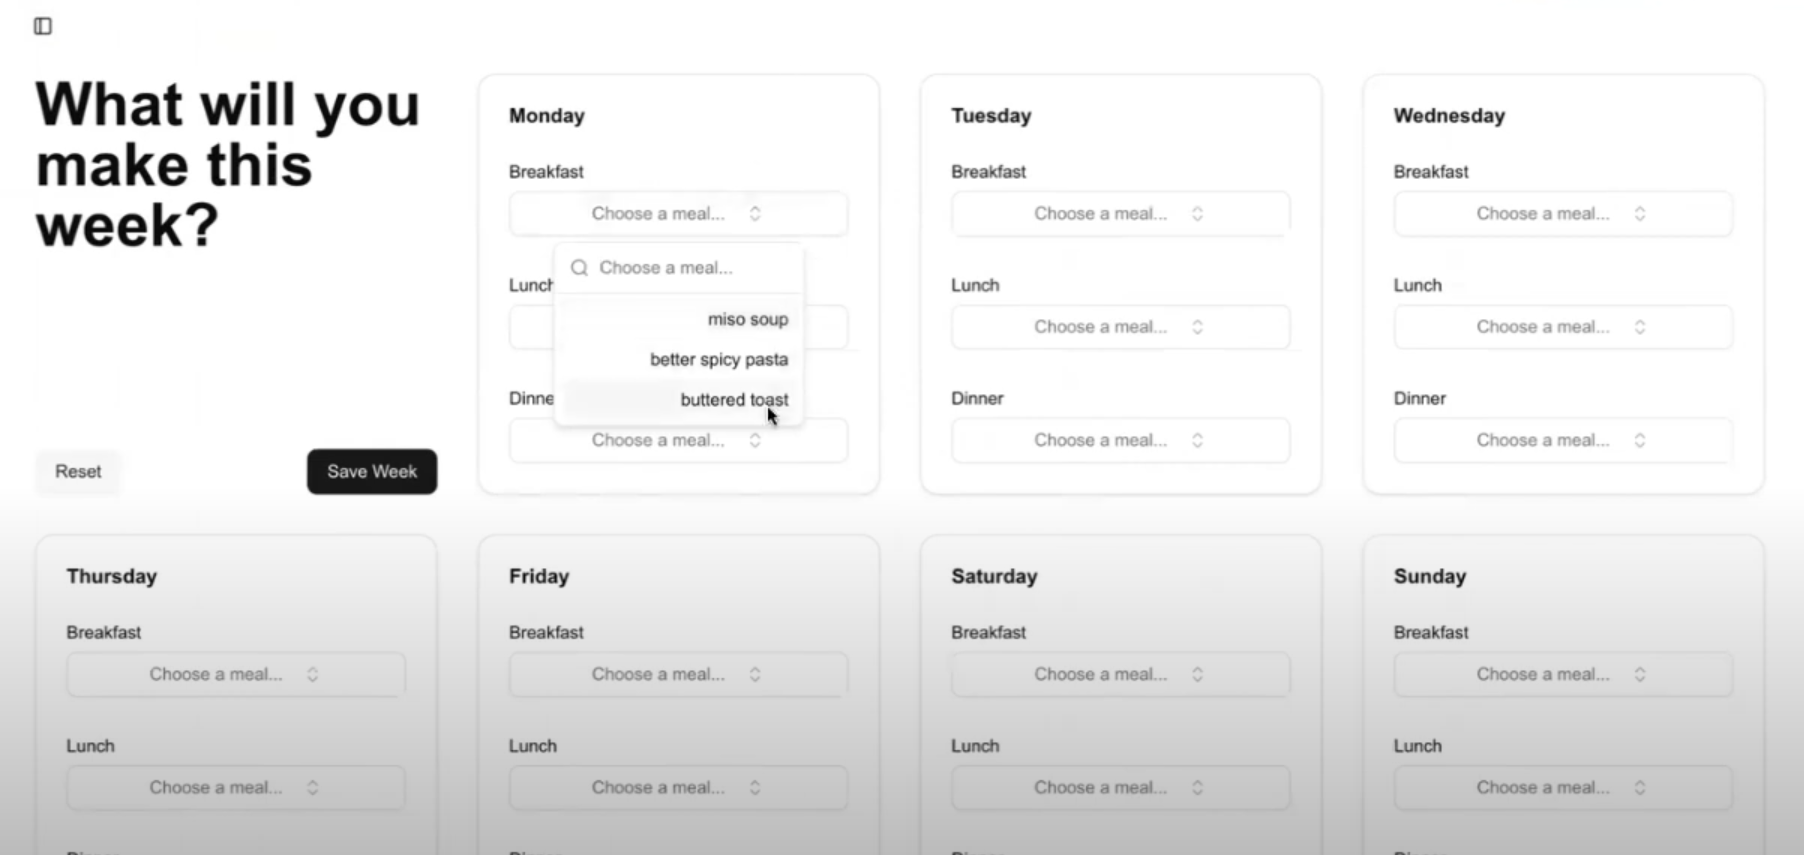 What will you
make this
week?
Reset
Save Week
Monday
Breakfast
Choose a meal...
Choose a meal...
miso soup
better spicy pasta
buttered toast
Lunch
Choose a meal...
Tuesday
Breakfast
Choose a meal...
Lunch
Choose a meal...
Dinner
Choose a meal...
Wednesday
Breakfast
Choose a meal...
Lunch
Choose a meal...
Dinner
Choose a meal...
Thursday
Breakfast
Choose a meal...
Lunch
Choose a meal...
Friday
Breakfast
Choose a meal...
Lunch
Choose a meal...
Saturday
Breakfast
Choose a meal...
Lunch
Choose a meal...
Sunday
Breakfast
Choose a meal...
Lunch
Choose a meal...